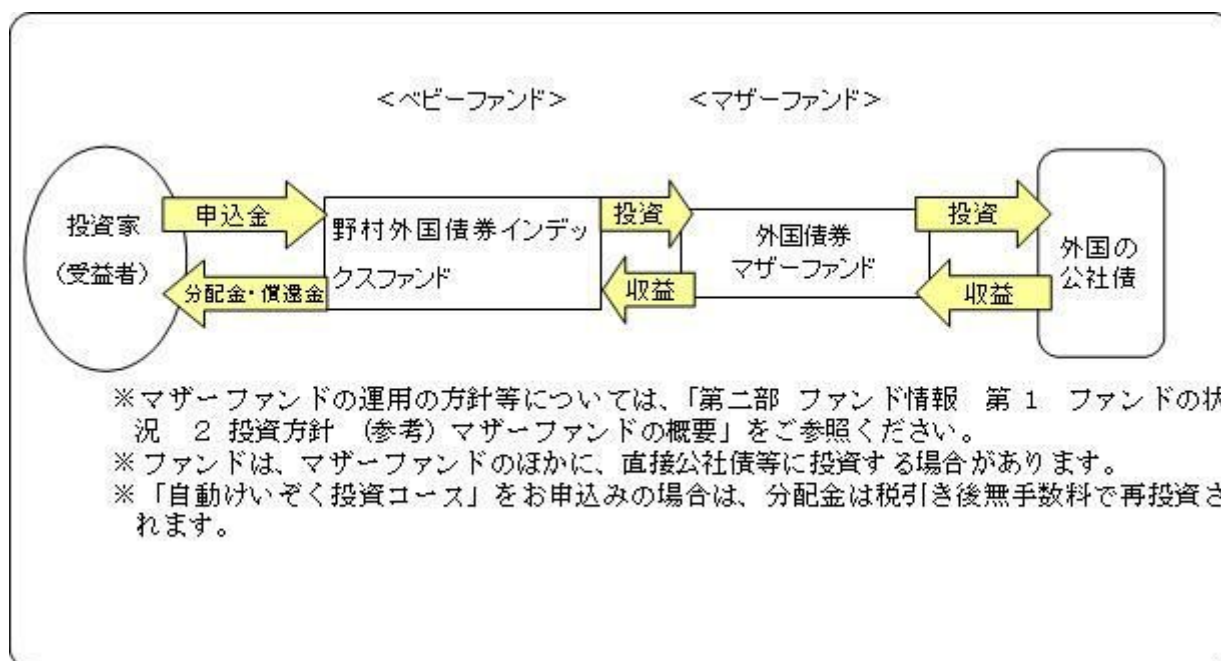 ＜ベビーファンド＞
＜マザーファンド＞
投資家
（受益者）
申込金
分配金・償還金
野村外国債券インデッ
クスファンド
投資
収益
外国債券
マザーファンド
投資
収益
外国の
公社債
※マザーファンドの運用の方針等については、「第二部 ファンド情報　第１　ファンドの状
況　２ 投資方針　（参考）マザーファンドの概要」をご参照ください。
※ファンドは、マザーファンドのほかに、直接公社債等に投資する場合があります。
※「自動けいぞく投資コース」をお申込みの場合は、分配金は税引き後無手数料で再投資さ
れます。